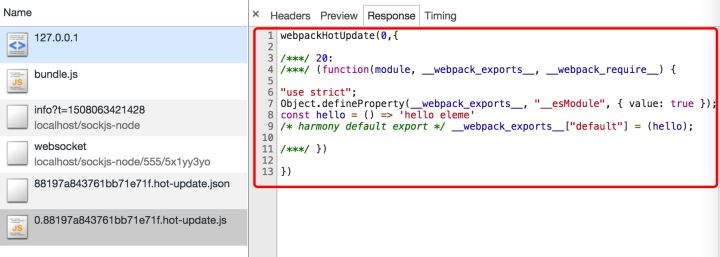 Name
127.0.0.1
bundle.js
info?t=1508063421428
localhost/sockjs-node
websocket
localhost/sockjs-node/555/5x1yy3yo
88197a843761bb71e71f.hot-update.json
0.88197a843761bb71e71f.hot-update.js
× Headers Preview Response Timing
1 webpackHotUpdate(0,{
2
3 /***/ 20:
4 /***/ (function(module, __webpack_exports__, __webpack_require__) {
5
6 "use strict";
7 Object.defineProperty(__webpack_exports__, "__esModule", { value: true });
8 const hello = () => 'hello eleme'
9 /* harmony default export */ __webpack_exports__["default"] = (hello);
10
11 /***/ })
12
13 })